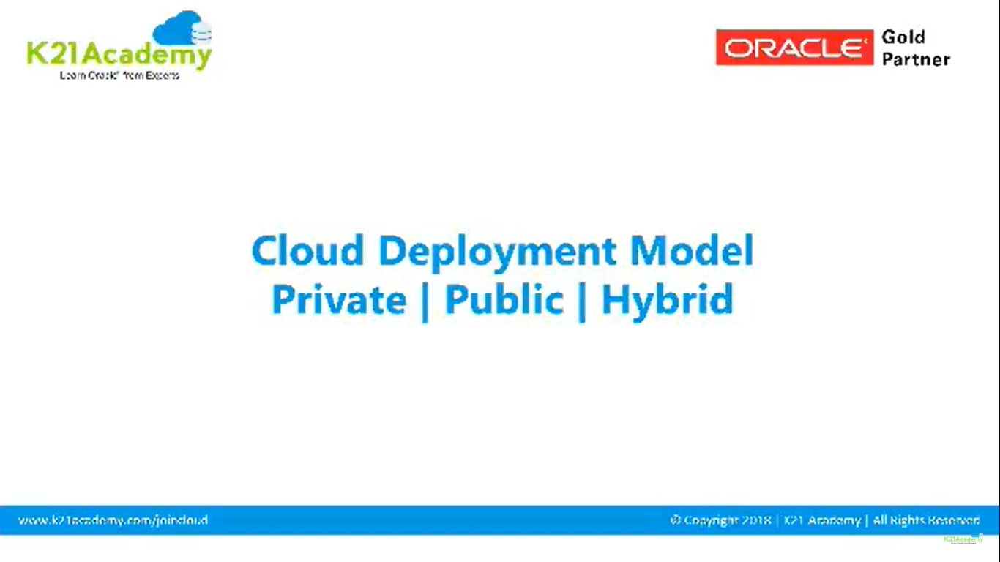 K21Academy
Learn Oracle from Experts
ORACLE Gold
Partner
Cloud Deployment Model
Private | Public | Hybrid
www.k21academy.com/joincloud
© Copyright 2018 | K21 Academy | All Rights Reserved
K21Academy